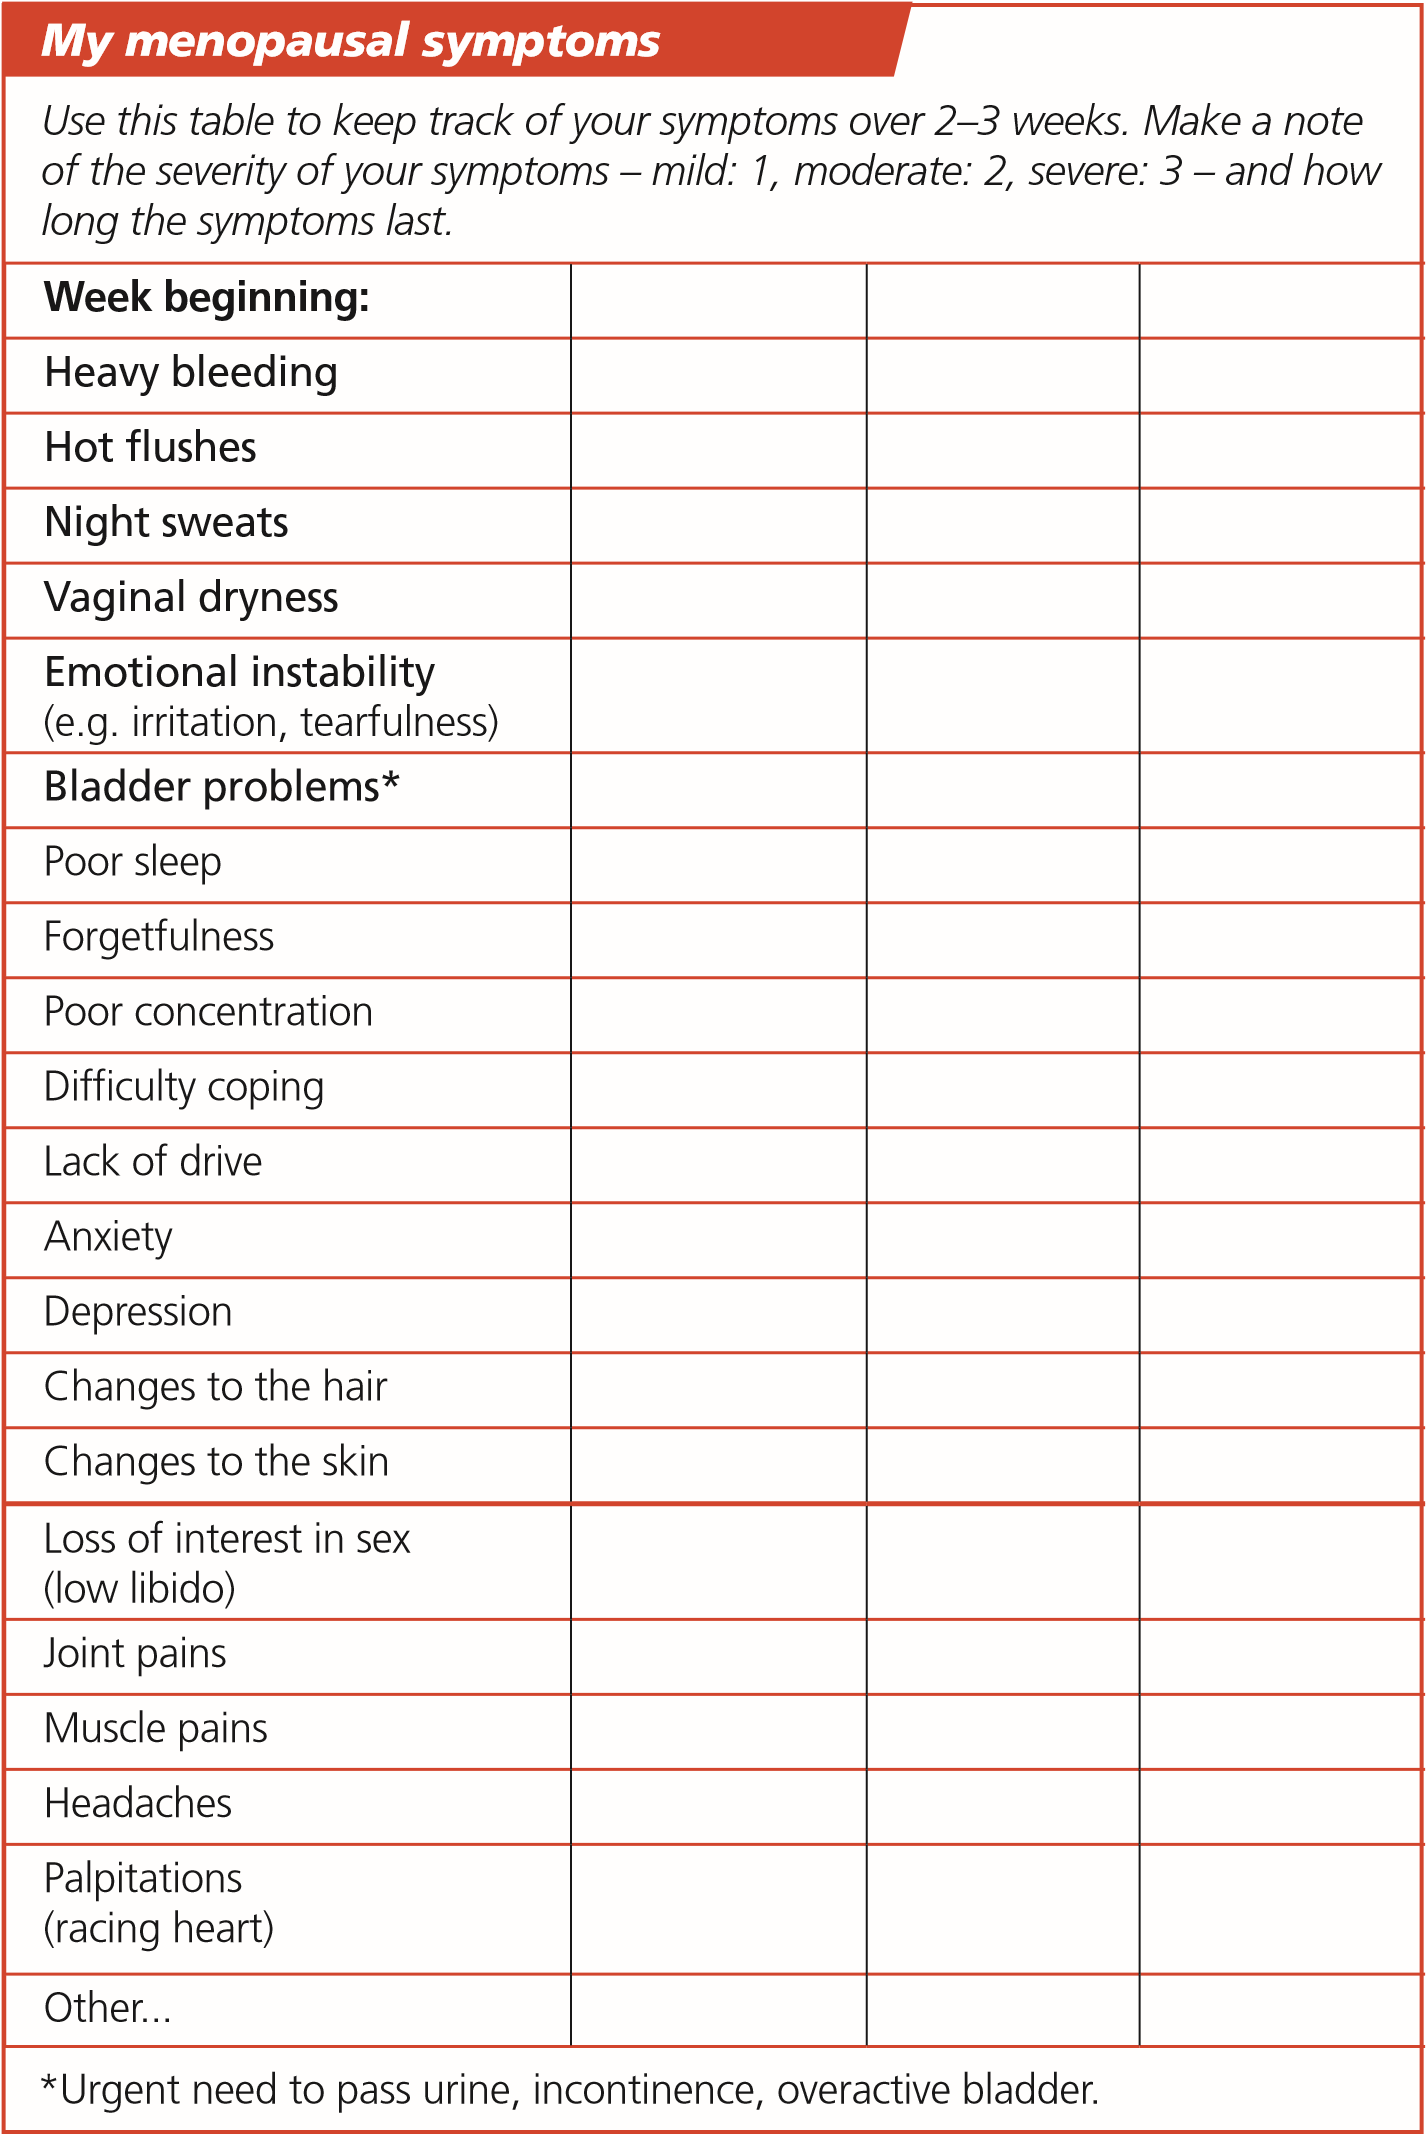 My menopausal symptoms
Use this table to keep track of your symptoms over 2–3 weeks. Make a note
of the severity of your symptoms – mild: 1, moderate: 2, severe: 3 – and how
long the symptoms last.
Week beginning:
Heavy bleeding
Hot flushes
Night sweats
Vaginal dryness
Emotional instability
(e.g. irritation, tearfulness)
Bladder problems*
Poor sleep
Forgetfulness
Poor concentration
Difficulty coping
Lack of drive
Anxiety
Depression
Changes to the hair
Changes to the skin
Loss of interest in sex
(low libido)
Joint pains
Muscle pains
Headaches
Palpitations
(racing heart)
Other...
*Urgent need to pass urine, incontinence, overactive bladder.